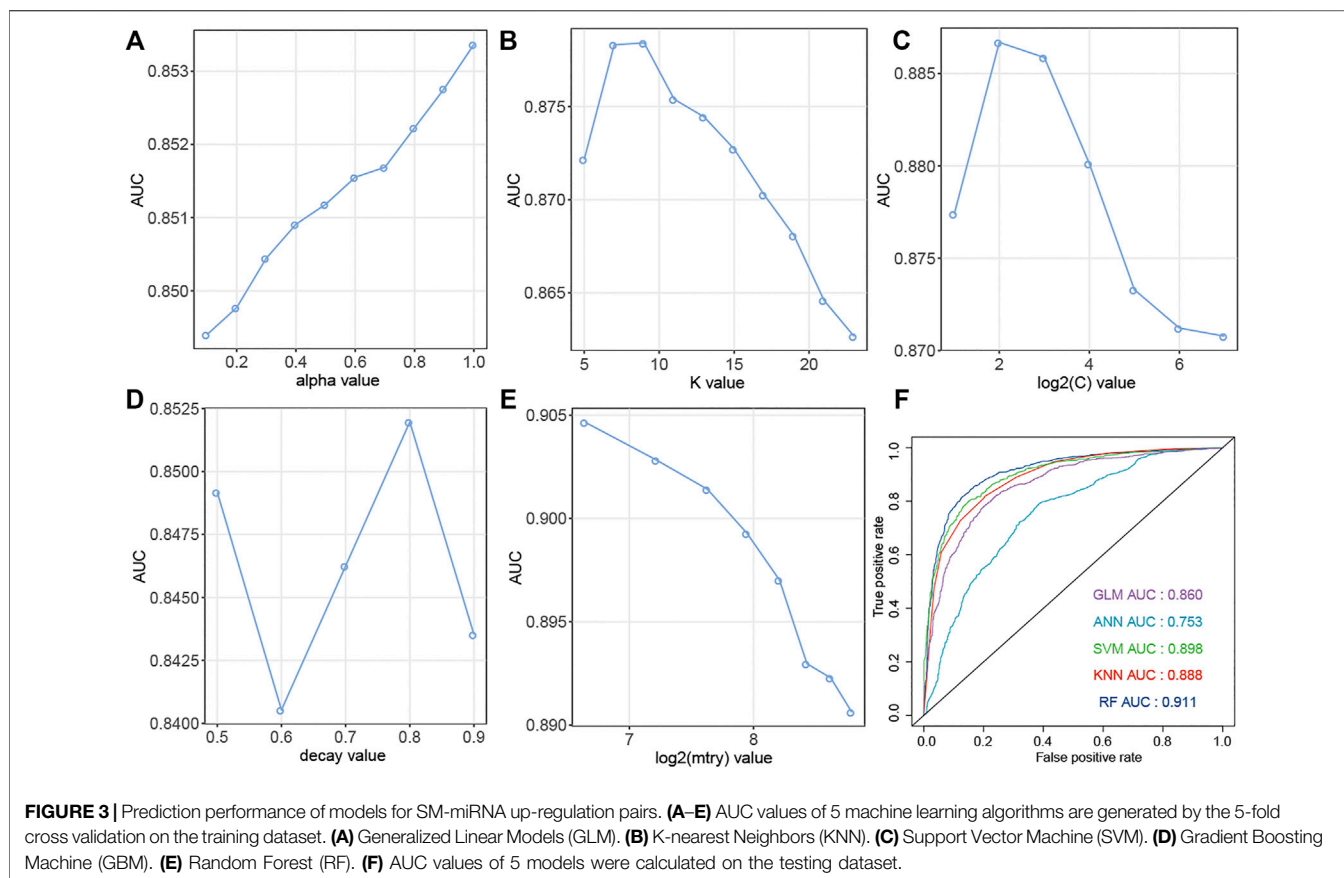 A
0.853
0.852
0.851
0.850
AUC
0.2 0.4 0.6 0.8 1.0
alpha value
B
0.875
0.870
0.865
AUC
5 10 15 20
K value
C
0.885
0.880
0.875
0.870
AUC
2 4 6
log2(C) value
D
0.8525
0.8500
0.8475
0.8450
0.8425
0.8400
AUC
0.5 0.6 0.7 0.8 0.9
decay value
E
0.905
0.900
0.895
0.890
AUC
7 8
log2(mtry) value
F
1.0
0.8
0.6
0.4
0.2
0.0
True positive rate
GLM AUC : 0.860
ANN AUC : 0.753
SVM AUC : 0.898
KNN AUC : 0.888
RF AUC : 0.911
0.0 0.2 0.4 0.6 0.8 1.0
False positive rate
FIGURE 3 | Prediction performance of models for SM-miRNA up-regulation pairs. (A–E) AUC values of 5 machine learning algorithms are generated by the 5-fold
cross validation on the training dataset. (A) Generalized Linear Models (GLM). (B) K-nearest Neighbors (KNN). (C) Support Vector Machine (SVM). (D) Gradient Boosting
Machine (GBM). (E) Random Forest (RF). (F) AUC values of 5 models were calculated on the testing dataset.